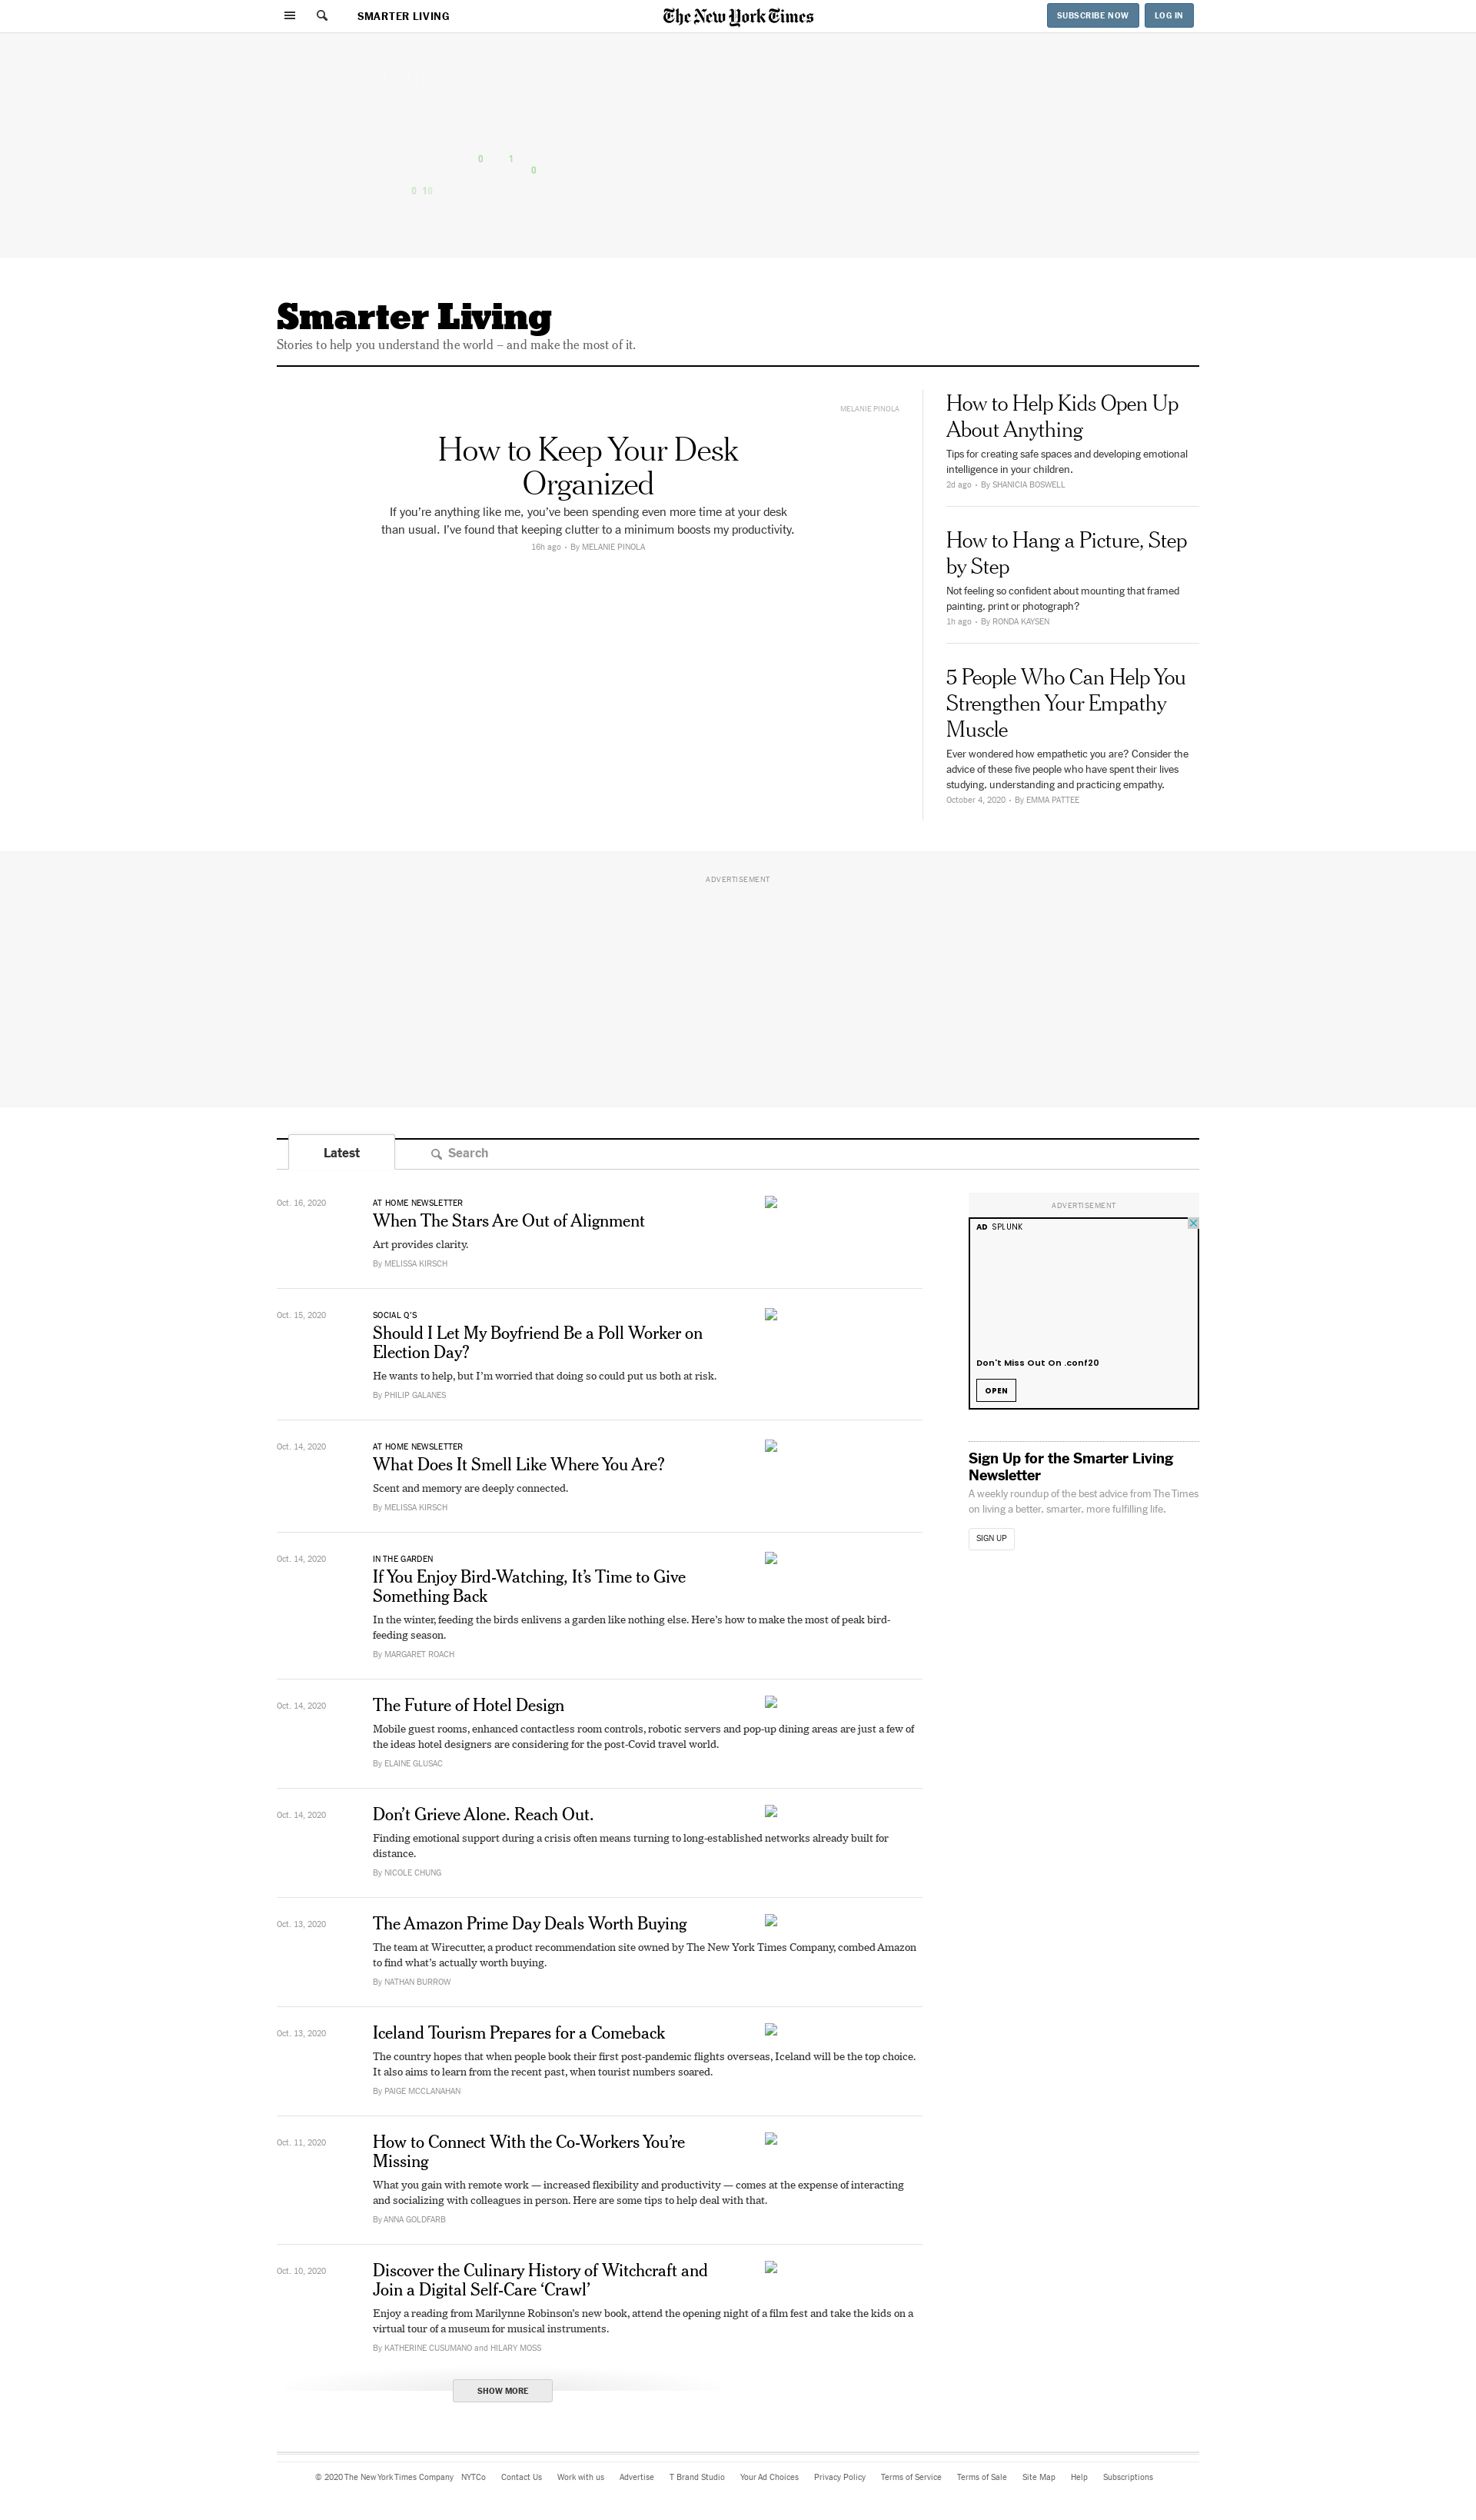 SMARTER LIVING
The New York Times
SUBSCRIBE NOW
LOG IN
0 1
0
0 10
Smarter Living
Stories to help you understand the world – and make the most of it.
MELANIE PINOLA
How to Keep Your Desk
Organized
If you’re anything like me, you’ve been spending even more time at your desk
than usual. I’ve found that keeping clutter to a minimum boosts my productivity.
16h ago • By MELANIE PINOLA
How to Help Kids Open Up
About Anything
Tips for creating safe spaces and developing emotional
intelligence in your children.
2d ago • By SHANICIA BOSWELL
How to Hang a Picture, Step
by Step
Not feeling so confident about mounting that framed
painting, print or photograph?
1h ago • By RONDA KAYSEN
5 People Who Can Help You
Strengthen Your Empathy
Muscle
Ever wondered how empathetic you are? Consider the
advice of these five people who have spent their lives
studying, understanding and practicing empathy.
October 4, 2020 • By EMMA PATTEE
ADVERTISEMENT
Latest
Search
Oct. 16, 2020
AT HOME NEWSLETTER
When The Stars Are Out of Alignment
Art provides clarity.
By MELISSA KIRSCH
Oct. 15, 2020
SOCIAL Q’S
Should I Let My Boyfriend Be a Poll Worker on
Election Day?
He wants to help, but I’m worried that doing so could put us both at risk.
By PHILIP GALANES
Oct. 14, 2020
AT HOME NEWSLETTER
What Does It Smell Like Where You Are?
Scent and memory are deeply connected.
By MELISSA KIRSCH
Oct. 14, 2020
IN THE GARDEN
If You Enjoy Bird-Watching, It’s Time to Give
Something Back
In the winter, feeding the birds enlivens a garden like nothing else. Here’s how to make the most of peak bird-
feeding season.
By MARGARET ROACH
Oct. 14, 2020
The Future of Hotel Design
Mobile guest rooms, enhanced contactless room controls, robotic servers and pop-up dining areas are just a few of
the ideas hotel designers are considering for the post-Covid travel world.
By ELAINE GLUSAC
Oct. 14, 2020
Don’t Grieve Alone. Reach Out.
Finding emotional support during a crisis often means turning to long-established networks already built for
distance.
By NICOLE CHUNG
Oct. 13, 2020
The Amazon Prime Day Deals Worth Buying
The team at Wirecutter, a product recommendation site owned by The New York Times Company, combed Amazon
to find what’s actually worth buying.
By NATHAN BURROW
Oct. 13, 2020
Iceland Tourism Prepares for a Comeback
The country hopes that when people book their first post-pandemic flights overseas, Iceland will be the top choice.
It also aims to learn from the recent past, when tourist numbers soared.
By PAIGE MCCLANAHAN
Oct. 11, 2020
How to Connect With the Co-Workers You’re
Missing
What you gain with remote work — increased flexibility and productivity — comes at the expense of interacting
and socializing with colleagues in person. Here are some tips to help deal with that.
By ANNA GOLDFARB
Oct. 10, 2020
Discover the Culinary History of Witchcraft and
Join a Digital Self-Care ‘Crawl’
Enjoy a reading from Marilynne Robinson’s new book, attend the opening night of a film fest and take the kids on a
virtual tour of a museum for musical instruments.
By KATHERINE CUSUMANO and HILARY MOSS
SHOW MORE
ADVERTISEMENT
AD SPLUNK
Don't Miss Out On .conf20
OPEN
Sign Up for the Smarter Living
Newsletter
A weekly roundup of the best advice from The Times
on living a better, smarter, more fulfilling life.
SIGN UP
© 2020 The New York Times Company NYTCo Contact Us Work with us Advertise T Brand Studio Your Ad Choices Privacy Policy Terms of Service Terms of Sale Site Map Help Subscriptions